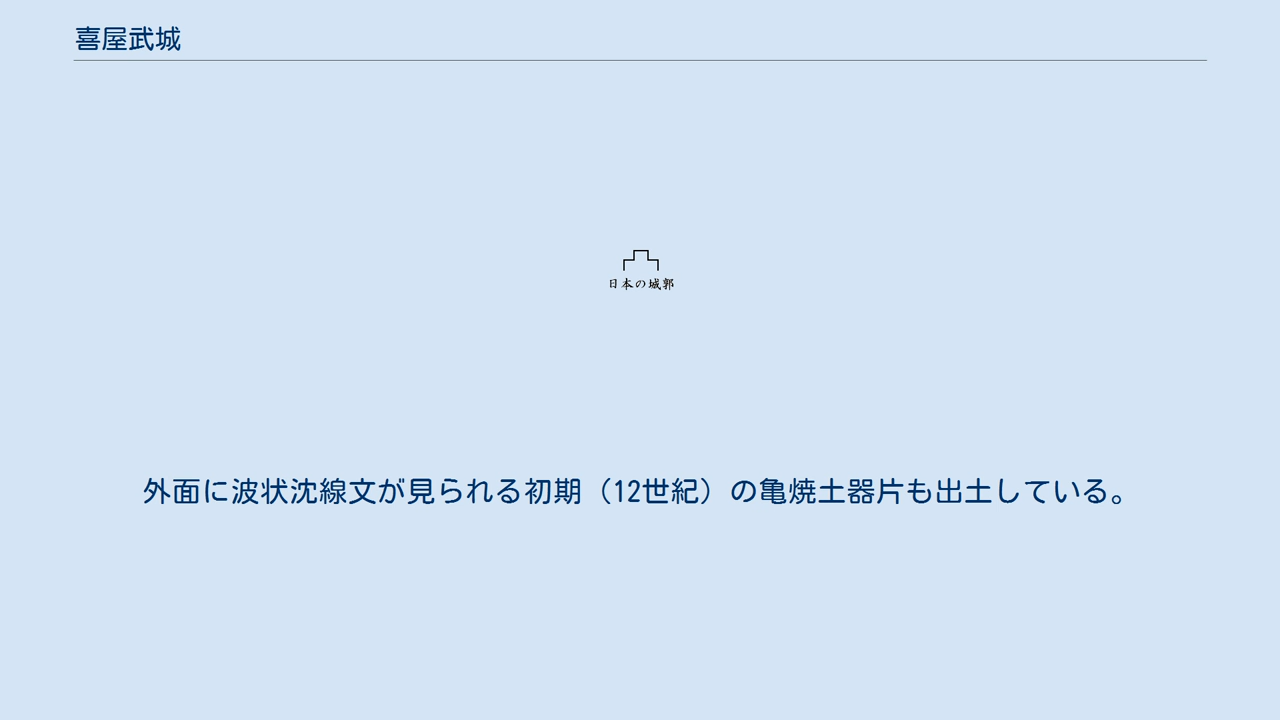 喜屋武城
日本の城郭
外面に波状沈線文が見られる初期（12世紀）の亀焼土器片も出土している。